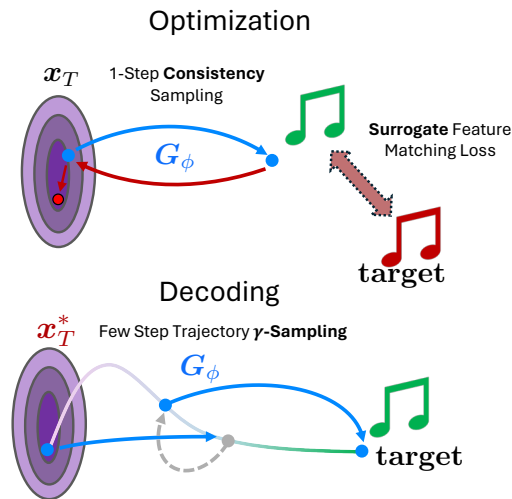 Optimization
x_T
1-Step Consistency
Sampling
G_ϕ
Surrogate Feature
Matching Loss
target
Decoding
x_T^*
Few Step Trajectory γ-Sampling
G_ϕ
target